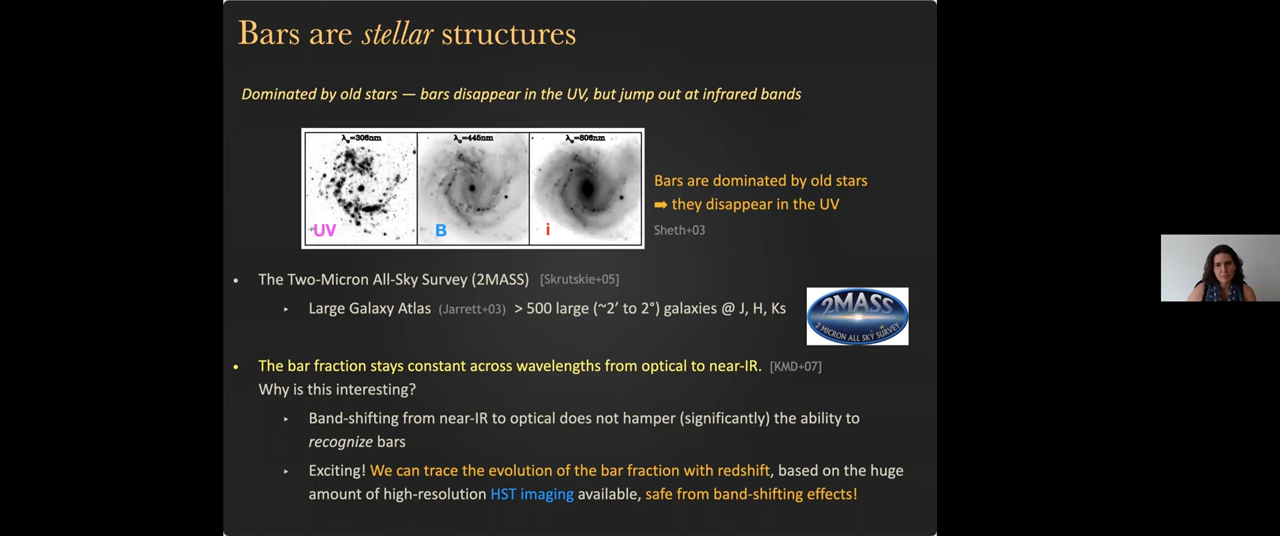 Bars are stellar structures
Dominated by old stars — bars disappear in the UV, but jump out at infrared bands
λo=306nm
λo=445nm
λo=806nm
UV
B
i
Bars are dominated by old stars
➡ they disappear in the UV
Sheth+03
• The Two-Micron All-Sky Survey (2MASS) [Skrutskie+05]
‣ Large Galaxy Atlas (Jarrett+03) > 500 large (~2’ to 2°) galaxies @ J, H, Ks
2MASS
2 MICRON ALL SKY SURVEY
• The bar fraction stays constant across wavelengths from optical to near-IR. [KMD+07]
Why is this interesting?
‣ Band-shifting from near-IR to optical does not hamper (significantly) the ability to
recognize bars
‣ Exciting! We can trace the evolution of the bar fraction with redshift, based on the huge
amount of high-resolution HST imaging available, safe from band-shifting effects!